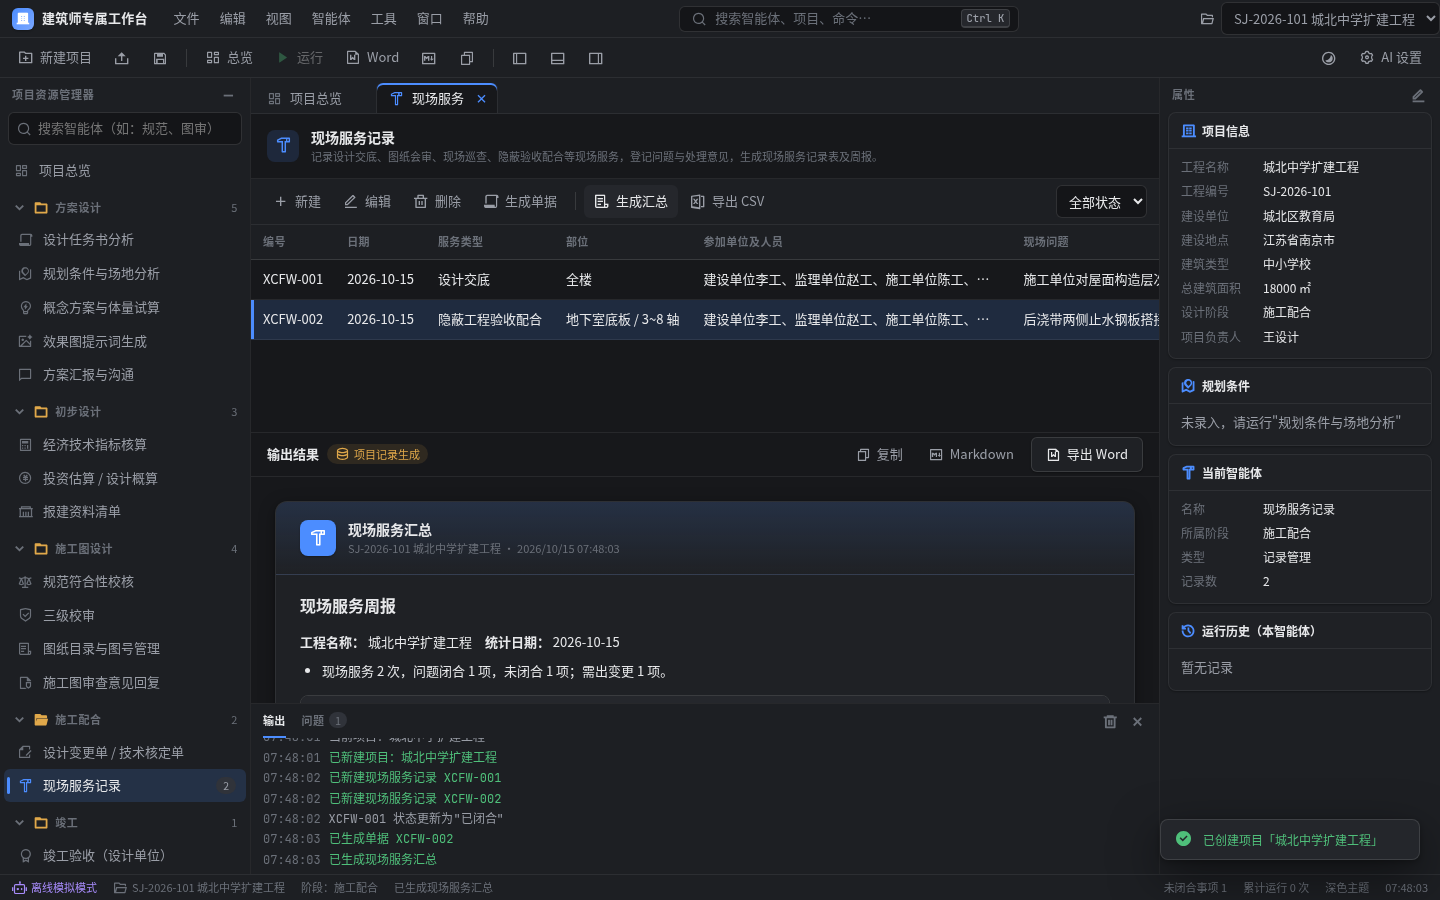 建筑师专属工作台 文件 编辑 视图 智能体 工具 窗口 帮助 搜索智能体、项目、命令… Ctrl K SJ-2026-101 城北中学扩建工程
新建项目 总览 运行 Word AI 设置
项目资源管理器
搜索智能体（如：规范、图审）
项目总览
方案设计 5
设计任务书分析
规划条件与场地分析
概念方案与体量试算
效果图提示词生成
方案汇报与沟通
初步设计 3
经济技术指标核算
投资估算 / 设计概算
报建资料清单
施工图设计 4
规范符合性校核
三级校审
图纸目录与图号管理
施工图审查意见回复
施工配合 2
设计变更单 / 技术核定单
现场服务记录 2
竣工 1
竣工验收（设计单位）
项目总览 现场服务
现场服务记录
记录设计交底、图纸会审、现场巡查、隐蔽验收配合等现场服务，登记问题与处理意见，生成现场服务记录表及周报。
新建 编辑 删除 生成单据 生成汇总 导出 CSV 全部状态
编号 日期 服务类型 部位 参加单位及人员 现场问题
XCFW-001 2026-10-15 设计交底 全楼 建设单位李工、监理单位赵工、施工单位陈工、… 施工单位对屋面构造层
XCFW-002 2026-10-15 隐蔽工程验收配合 地下室底板 / 3~8 轴 建设单位李工、监理单位赵工、施工单位陈工、… 后浇带两侧止水钢板搭
输出结果 项目记录生成 复制 Markdown 导出 Word
现场服务汇总
SJ-2026-101 城北中学扩建工程 · 2026/10/15 07:48:03
现场服务周报
工程名称： 城北中学扩建工程 统计日期： 2026-10-15
• 现场服务 2 次，问题闭合 1 项，未闭合 1 项；需出变更 1 项。
输出 问题 1
07:48:01 当前项目：城北中学扩建工程
07:48:01 已新建项目：城北中学扩建工程
07:48:02 已新建现场服务记录 XCFW-001
07:48:02 已新建现场服务记录 XCFW-002
07:48:02 XCFW-001 状态更新为"已闭合"
07:48:03 已生成单据 XCFW-002
07:48:03 已生成现场服务汇总
属性
项目信息
工程名称 城北中学扩建工程
工程编号 SJ-2026-101
建设单位 城北区教育局
建设地点 江苏省南京市
建筑类型 中小学校
总建筑面积 18000 ㎡
设计阶段 施工配合
项目负责人 王设计
规划条件
未录入，请运行"规划条件与场地分析"
当前智能体
名称 现场服务记录
所属阶段 施工配合
类型 记录管理
记录数 2
运行历史（本智能体）
暂无记录
已创建项目「城北中学扩建工程」
离线模拟模式 SJ-2026-101 城北中学扩建工程 阶段：施工配合 已生成现场服务汇总 未闭合事项 1 累计运行 0 次 深色主题 07:48:03